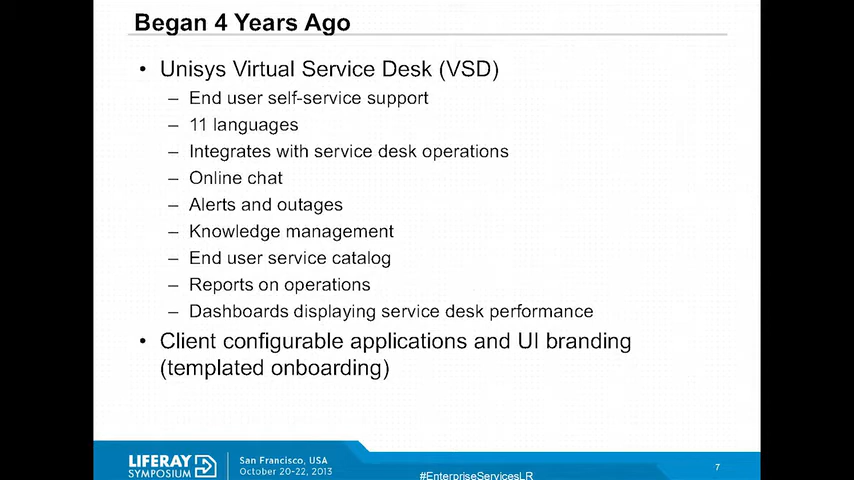 Began 4 Years Ago
• Unisys Virtual Service Desk (VSD)
– End user self-service support
– 11 languages
– Integrates with service desk operations
– Online chat
– Alerts and outages
– Knowledge management
– End user service catalog
– Reports on operations
– Dashboards displaying service desk performance
• Client configurable applications and UI branding
(templated onboarding)
LIFERAY
SYMPOSIUM
San Francisco, USA
October 20-22, 2013
#EnterpriseServicesLR
7